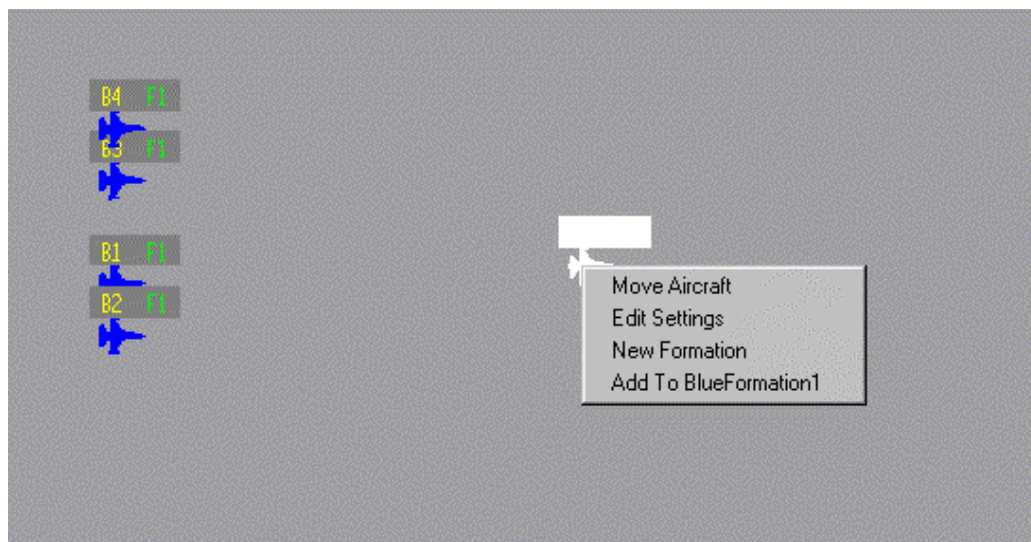 B4 F1
B3 F1
B1 F1
B2 F1
Move Aircraft
Edit Settings
New Formation
Add To BlueFormation1